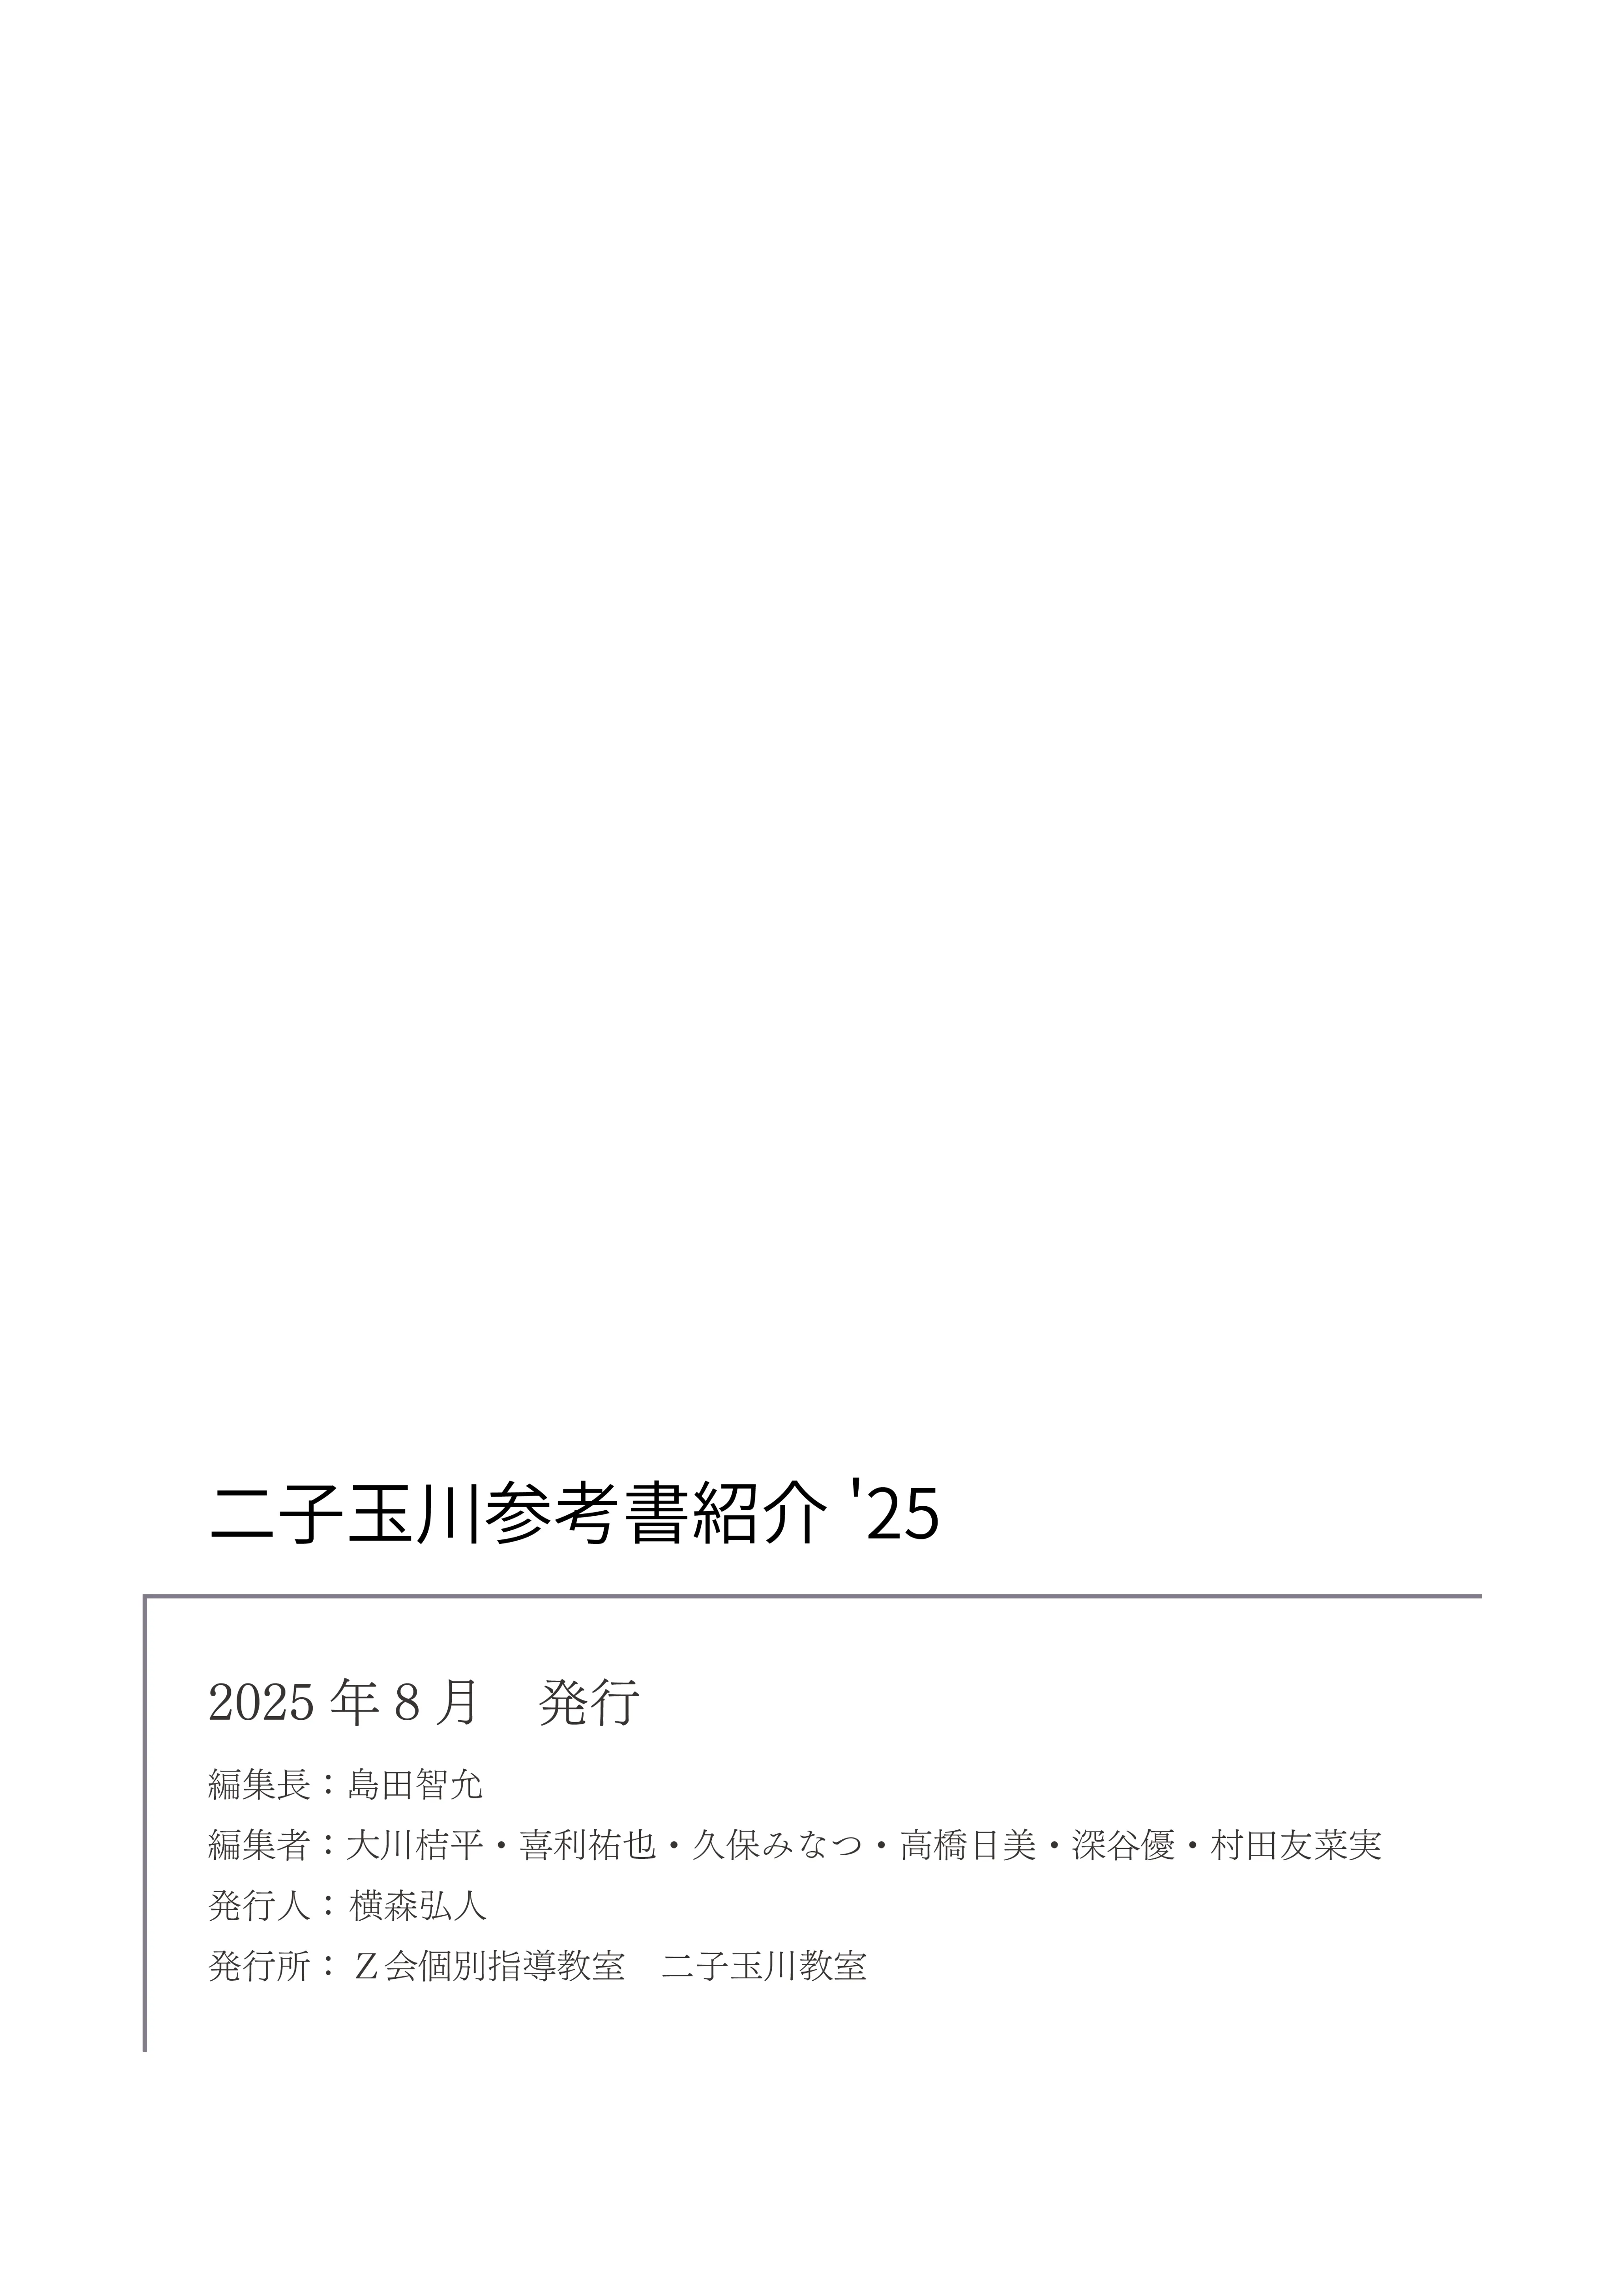 二子玉川参考書紹介 '25
2025 年 8 月　発行
編集長：島田智允
編集者：大川桔平・喜利祐也・久保みなつ・高橋日美・深谷優・村田友菜実
発行人：横森弘人
発行所：Z会個別指導教室　二子玉川教室